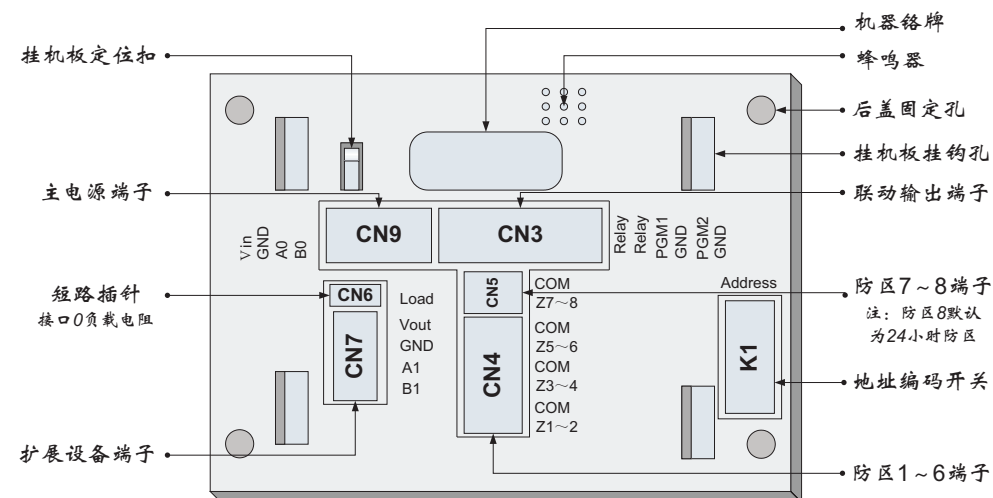 机器铬牌
挂机板定位扣
蜂鸣器
后盖固定孔
挂机板挂钩孔
主电源端子
联动输出端子
CN9
CN3
Vin
GND
A0
B0
Relay
Relay
PGM1
GND
PGM2
GND
短路插针
接口0负载电阻
CN6
Load
CN5
COM
Z7～8
Address
防区7～8端子
注：防区8默认
为24小时防区
CN7
Vout
GND
A1
B1
CN4
COM
Z5～6
COM
Z3～4
COM
Z1～2
K1
地址编码开关
扩展设备端子
防区1～6端子